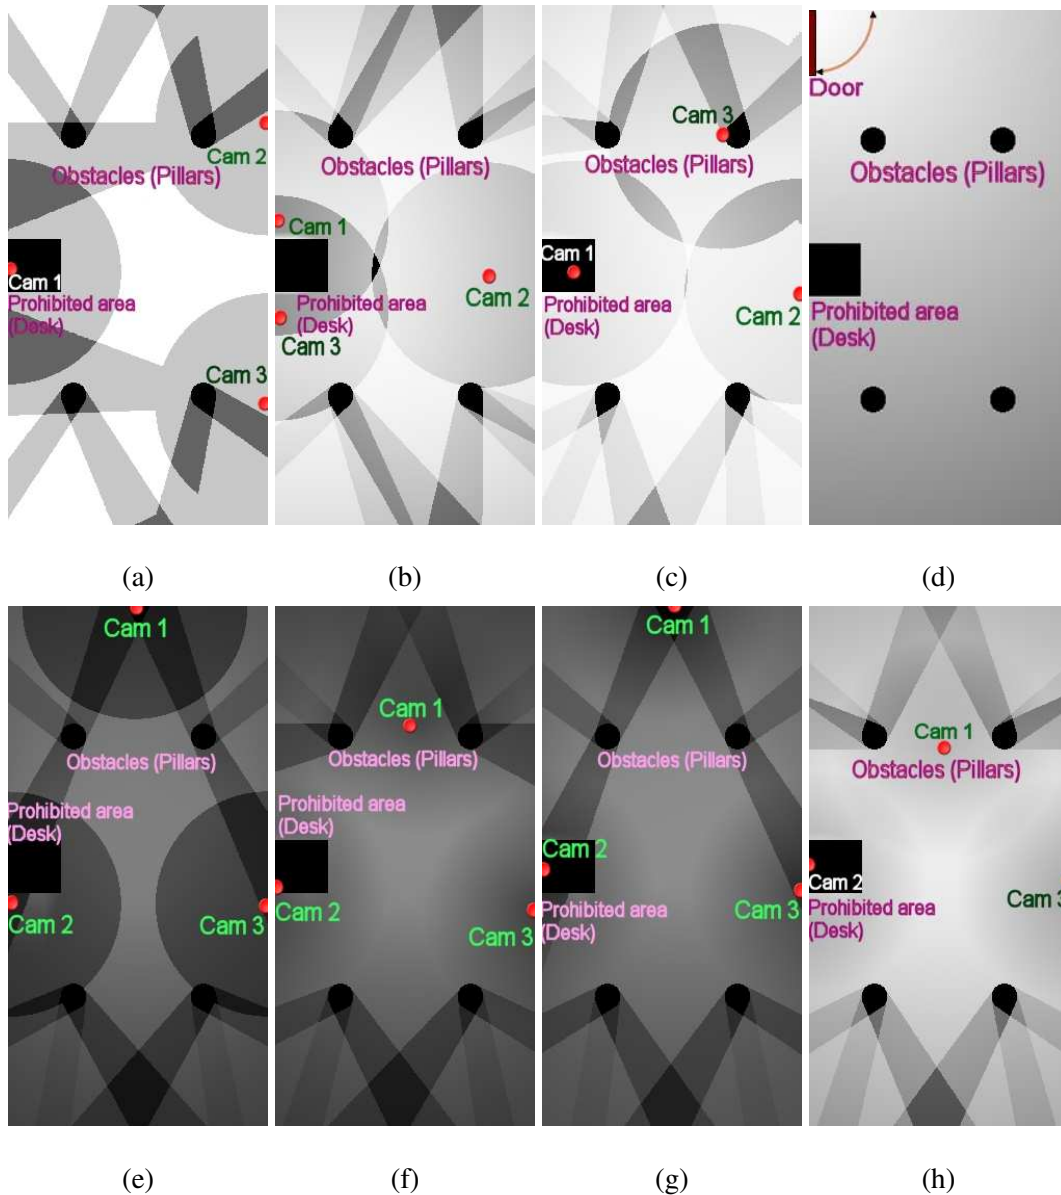 Cam 2
Obstacles (Pillars)
Cam 1
Prohibited area
(Desk)
Cam 3
(a)
Obstacles (Pillars)
Cam 1
Cam 2
Prohibited area
(Desk)
Cam 3
(b)
Cam 3
Obstacles (Pillars)
Cam 1
Prohibited area
(Desk)
Cam 2
(c)
Door
Obstacles (Pillars)
Prohibited area
(Desk)
(d)
Cam 1
Obstacles (Pillars)
Prohibited area
(Desk)
Cam 2
Cam 3
(e)
Cam 1
Obstacles (Pillars)
Prohibited area
(Desk)
Cam 2
Cam 3
(f)
Cam 1
Obstacles (Pillars)
Cam 2
Cam 3
Prohibited area
(Desk)
(g)
Cam 1
Obstacles (Pillars)
Cam 2
Cam 3
Prohibited area
(Desk)
(h)